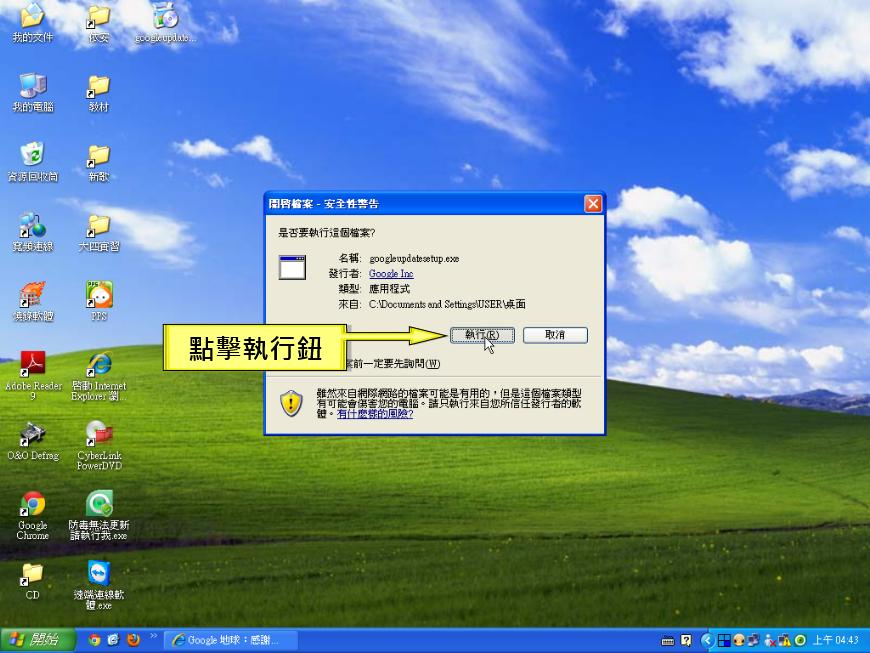 我的文件
依安
googleupdate...
我的電腦
教材
資源回收筒
新歌
寬頻連線
大四實習
燒錄軟體
PPS
Adobe Reader
9
啟動 Internet
Explorer 瀏...
O&O Defrag
CyberLink
PowerDVD
Google
Chrome
防毒無法更新
請執行我.exe
CD
遠端連線軟
體.exe
開啟檔案 - 安全性警告
是否要執行這個檔案?
名稱: googleupdatesetup.exe
發行者: Google Inc
類型: 應用程式
來自: C:\Documents and Settings\USER\桌面
執行(R)
取消
點擊執行鈕
案前一定要先詢問(W)
雖然來自網際網路的檔案可能是有用的，但是這個檔案類型
有可能會傷害您的電腦。請只執行來自您所信任發行者的軟
體。有什麼樣的風險?
開始
Google 地球：感謝...
上午 04:43